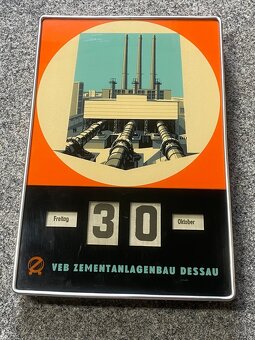 Freitag 30 Oktober
VEB ZEMENTANLAGENBAU DESSAU